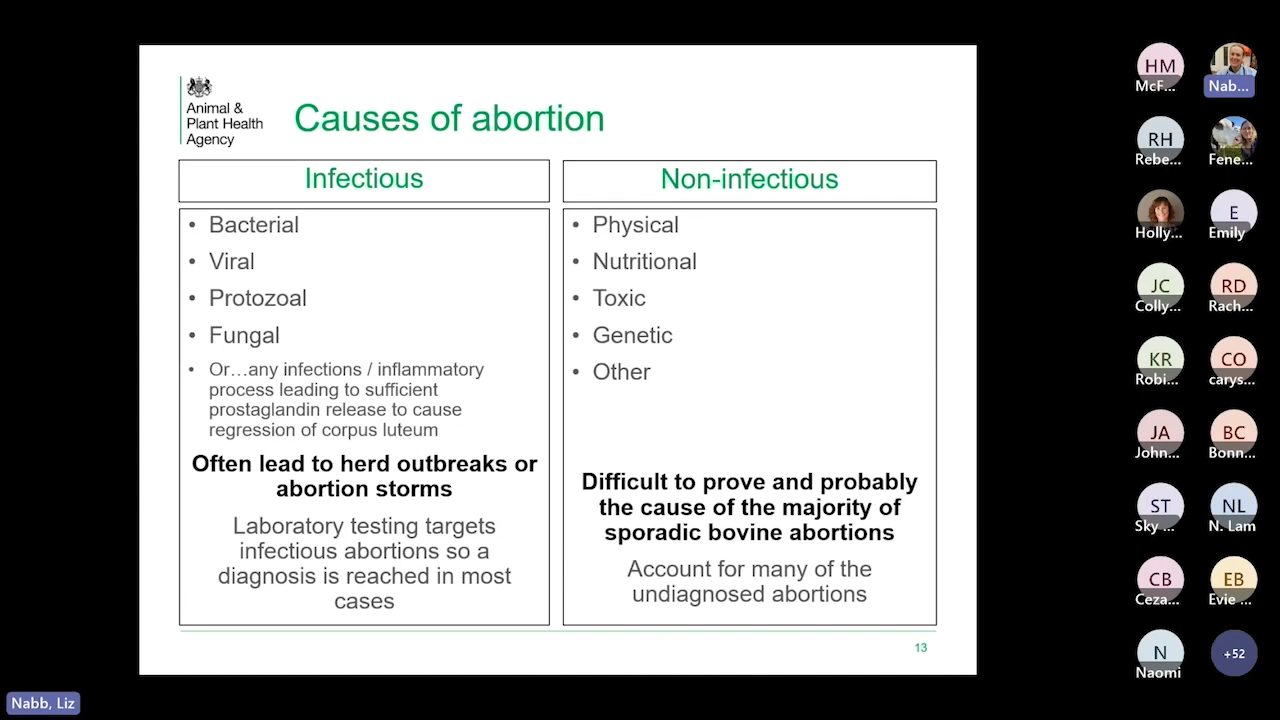 Animal &
Plant Health
Agency
Causes of abortion
Infectious
• Bacterial
• Viral
• Protozoal
• Fungal
• Or…any infections / inflammatory
process leading to sufficient
prostaglandin release to cause
regression of corpus luteum
Often lead to herd outbreaks or
abortion storms
Laboratory testing targets
infectious abortions so a
diagnosis is reached in most
cases
Non-infectious
• Physical
• Nutritional
• Toxic
• Genetic
• Other
Difficult to prove and probably
the cause of the majority of
sporadic bovine abortions
Account for many of the
undiagnosed abortions
13
HM
McF...
Nab...
RH
Rebe...
Fene...
Holly...
E
Emily
JC
Colly...
RD
Rach...
KR
Robi...
CO
carys...
JA
John...
BC
Bonn...
ST
Sky ...
NL
N. Lam
CB
Ceza...
EB
Evie ...
N
Naomi
+52
Nabb, Liz